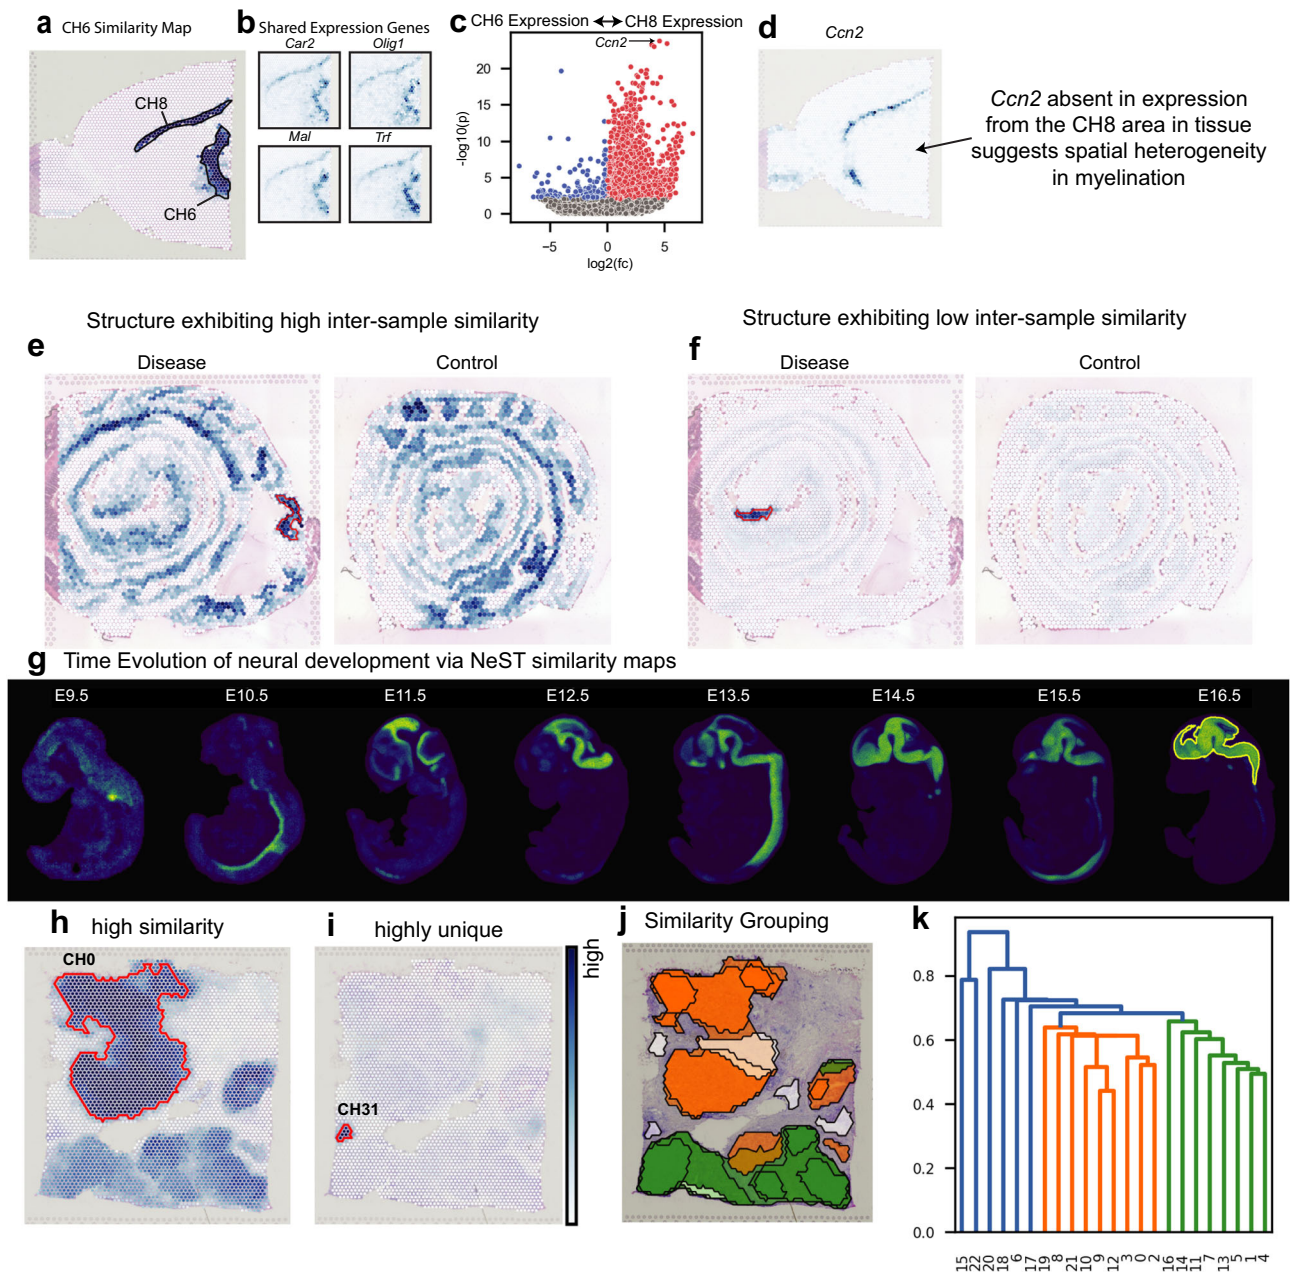 a CH6 Similarity Map
CH8
CH6
b Shared Expression Genes
Car2 Olig1
Mal Trf
c CH6 Expression ↔ CH8 Expression
Ccn2
20
15
10
5
0
-log10(p)
−5 0 5
log2(fc)
d Ccn2
Ccn2 absent in expression
from the CH8 area in tissue
suggests spatial heterogeneity
in myelination
Structure exhibiting high inter-sample similarity
e Disease Control
Structure exhibiting low inter-sample similarity
f Disease Control
g Time Evolution of neural development via NeST similarity maps
E9.5 E10.5 E11.5 E12.5 E13.5 E14.5 E15.5 E16.5
h high similarity
CH0
i highly unique
CH31
high
j Similarity Grouping
k
0.8
0.6
0.4
0.2
0.0
15 22 20 18 6 17 19 8 21 10 9 12 3 0 2 16 14 11 7 13 5 1 4